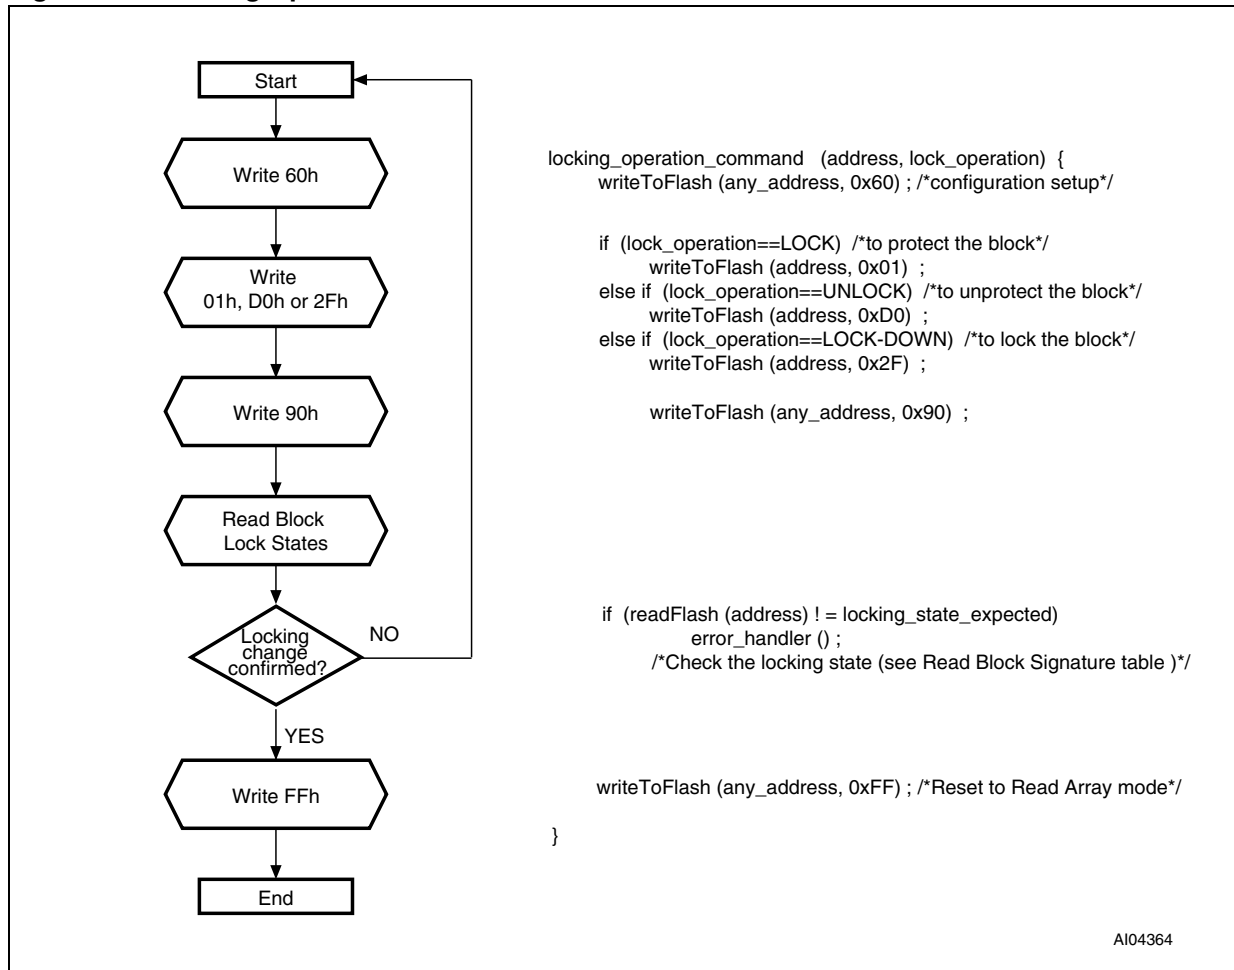 Start
Write 60h
Write
01h, D0h or 2Fh
Write 90h
Read Block
Lock States
Locking
change
confirmed?
NO
YES
Write FFh
End
locking_operation_command (address, lock_operation) {
writeToFlash (any_address, 0x60) ; /*configuration setup*/
if (lock_operation==LOCK) /*to protect the block*/
writeToFlash (address, 0x01) ;
else if (lock_operation==UNLOCK) /*to unprotect the block*/
writeToFlash (address, 0xD0) ;
else if (lock_operation==LOCK-DOWN) /*to lock the block*/
writeToFlash (address, 0x2F) ;
writeToFlash (any_address, 0x90) ;
if (readFlash (address) ! = locking_state_expected)
error_handler () ;
/*Check the locking state (see Read Block Signature table )*/
writeToFlash (any_address, 0xFF) ; /*Reset to Read Array mode*/
}
AI04364